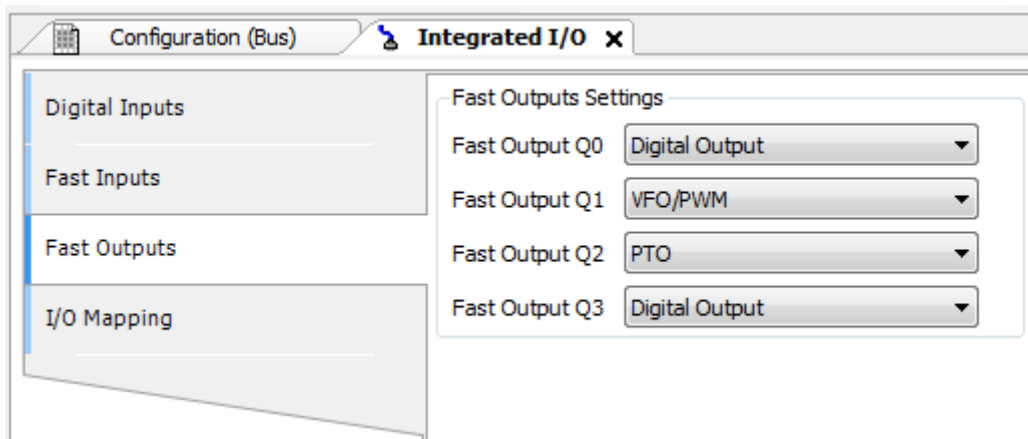 Configuration (Bus)
Integrated I/O
Digital Inputs
Fast Inputs
Fast Outputs
I/O Mapping
Fast Outputs Settings
Fast Output Q0 Digital Output
Fast Output Q1 VFO/PWM
Fast Output Q2 PTO
Fast Output Q3 Digital Output